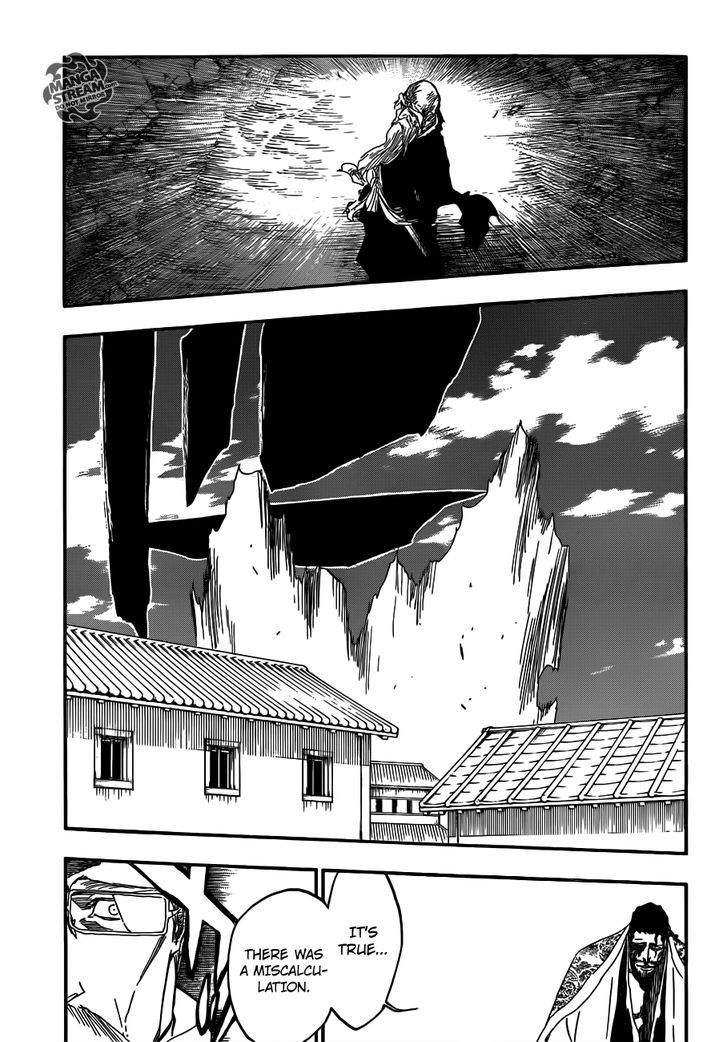 MANGA
STREAM
IT'S
TRUE...
THERE WAS
A MISCALCU-
LATION.